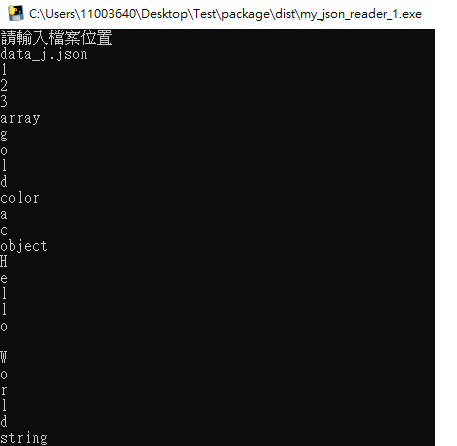 C:\Users\11003640\Desktop\Test\package\dist\my_json_reader_1.exe
請輸入檔案位置
data_j.json
1
2
3
array
g
o
l
d
color
a
c
object
H
e
l
l
o

W
o
r
l
d
string